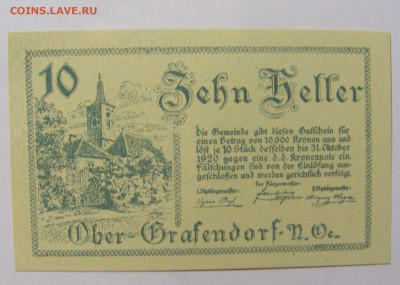 COINS.LAVE.RU
10
Zehn Heller
Die Gemeinde gibt diesen Gutschein für
einen Betrag von 10.000 Kronen aus und
löst je 10 Stück desselben bis 31. Oktober
1920 gegen eine d. ö. Kronennote ein.
Fälschungen sind von der Einlösung aus-
geschlossen und werden gerichtlich verfolgt.
Der Bürgermeister:
Ober-Grafendorf-N.Oe.